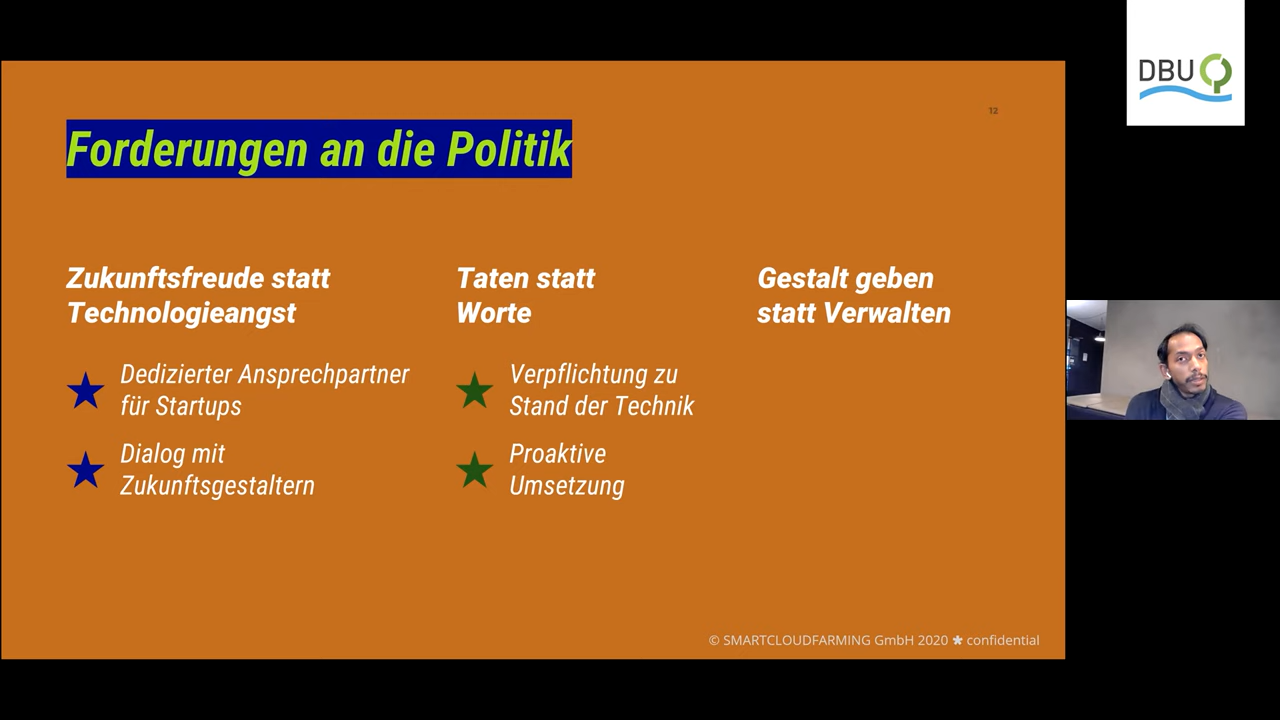 DBU
12
Forderungen an die Politik
Zukunftsfreude statt
Technologieangst
Dedizierter Ansprechpartner
für Startups
Dialog mit
Zukunftsgestaltern
Taten statt
Worte
Verpflichtung zu
Stand der Technik
Proaktive
Umsetzung
Gestalt geben
statt Verwalten
© SMARTCLOUDFARMING GmbH 2020 * confidential